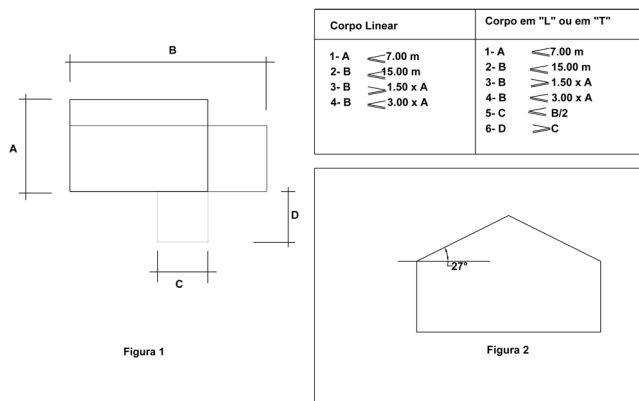 B
A
D
C
Figura 1
Corpo Linear
1- A ≤ 7.00 m
2- B ≤ 15.00 m
3- B ≥ 1.50 x A
4- B ≤ 3.00 x A
Corpo em "L" ou em "T"
1- A ≤ 7.00 m
2- B ≤ 15.00 m
3- B ≥ 1.50 x A
4- B ≤ 3.00 x A
5- C ≤ B/2
6- D ≥ C
27°
Figura 2